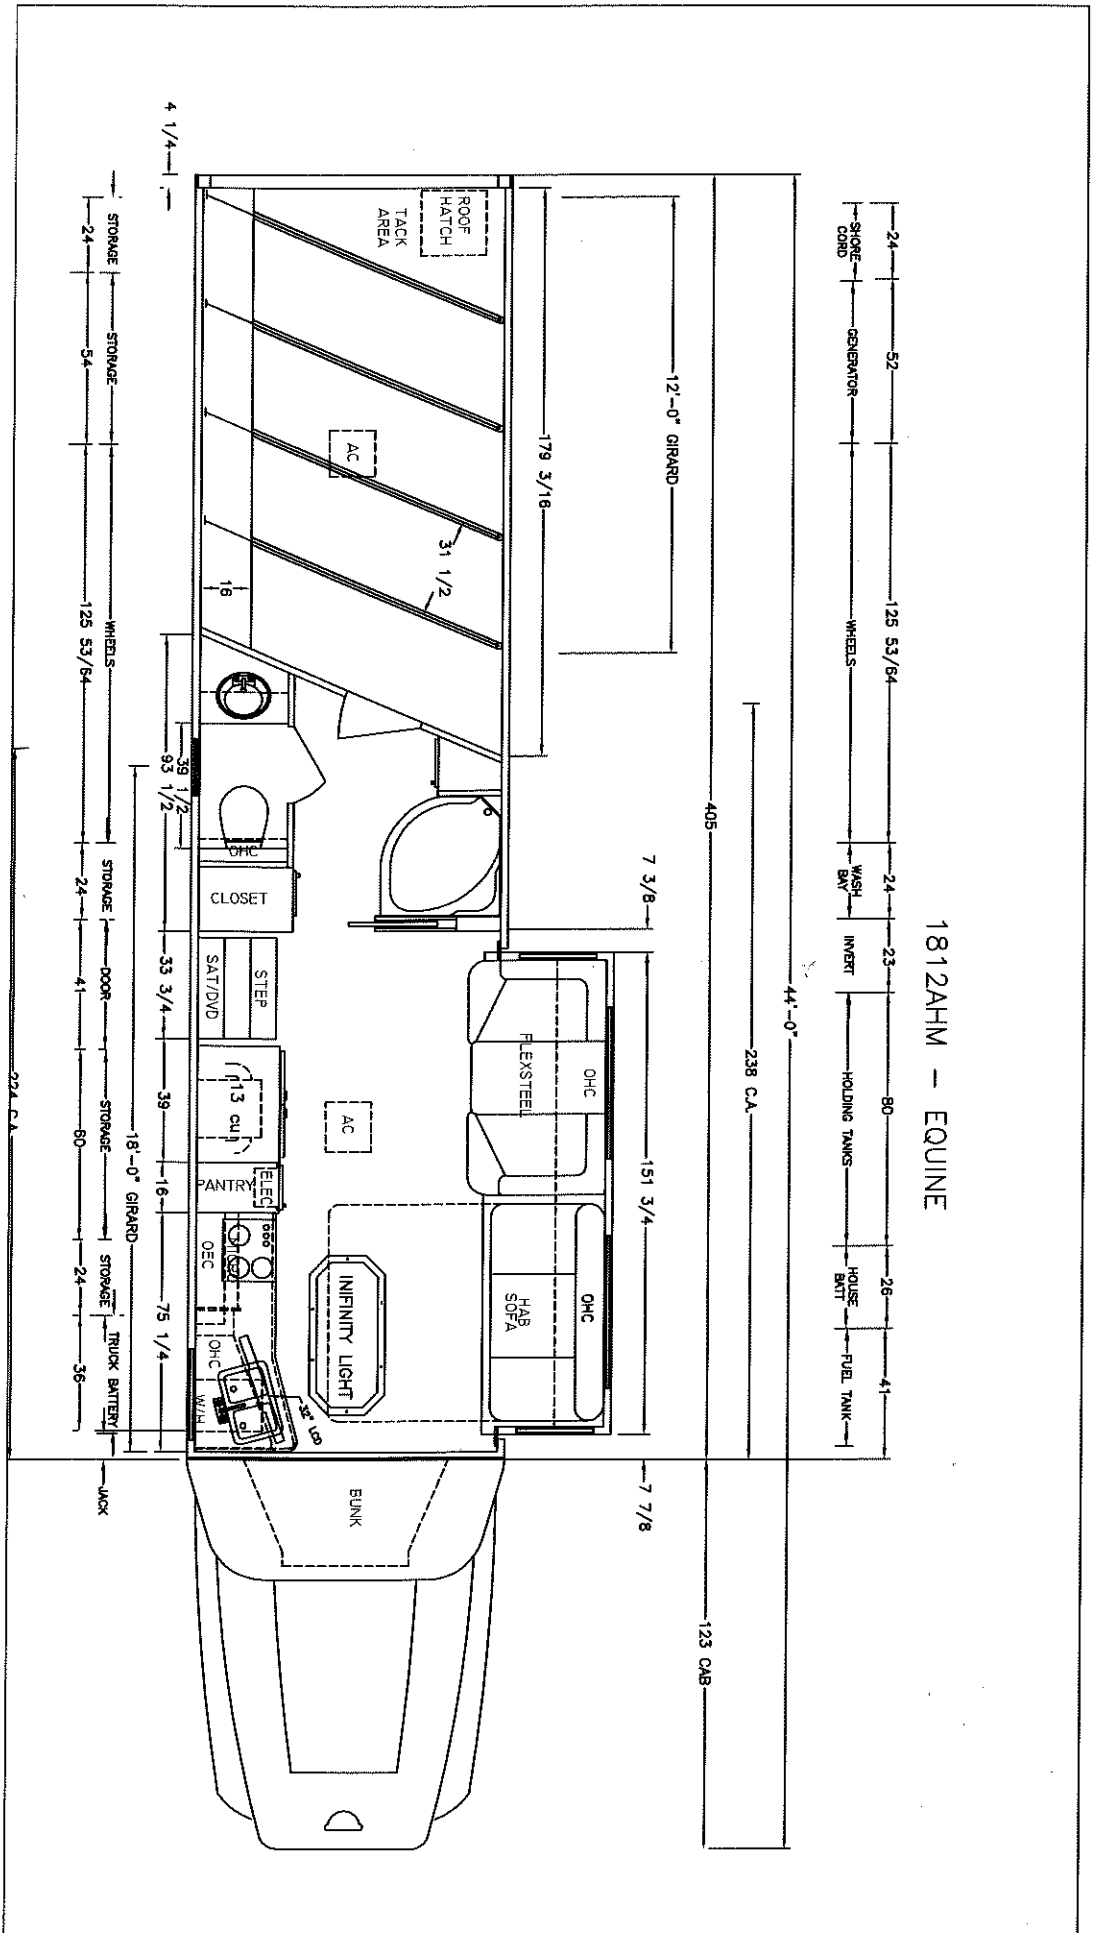 1812AHM - EQUINE
24
52
125 53/64
24
23
80
26
41
SHORE
CORD
GENERATOR
WHEELS
WASH
BAY
INVERT
HOLDING TANKS
HOUSE
BATT
FUEL TANK
44'-0"
238 C.A.
405
123 CAB
12'-0" GIRARD
7 3/8
151 3/4
7 7/8
179 3/16
ROOF
HATCH
TACK
AREA
AC
31 1/2
16
OHC
FLEXSTEEL
OHC
HAB
SOFA
INIFINITY LIGHT
AC
BUNK
OHC
CLOSET
STEP
SAT/DVD
13 cu
ELEC
PANTRY
OEC
OHC
W/H
32" LCD
4 1/4
39 1/2
93 1/2
33 3/4
39
16
75 1/4
18'-0" GIRARD
STORAGE
STORAGE
WHEELS
STORAGE
DOOR
STORAGE
STORAGE
TRUCK BATTERY
JACK
24
54
125 53/64
24
41
60
24
36
224 C.A.